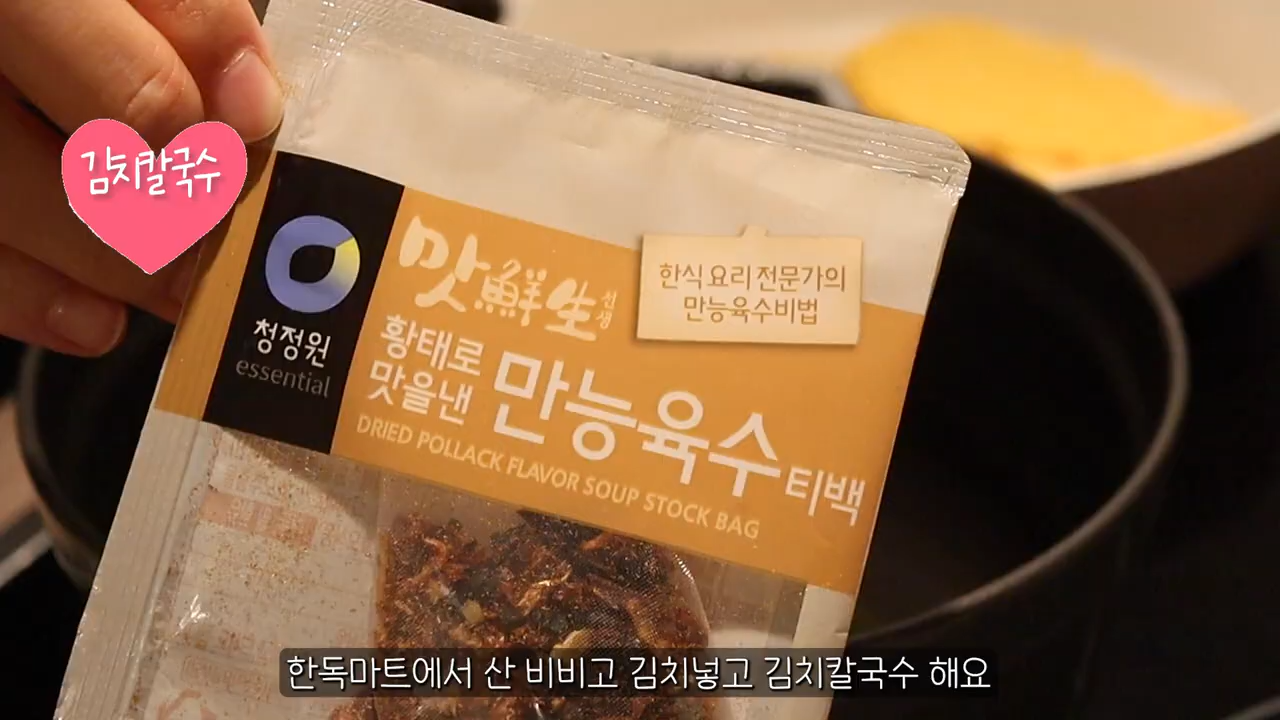 김치칼국수
청정원
essential
맛鮮生
선생
한식 요리 전문가의
만능육수비법
황태로
맛을낸
만능육수 티백
DRIED POLLACK FLAVOR SOUP STOCK BAG
한독마트에서 산 비비고 김치넣고 김치칼국수 해요